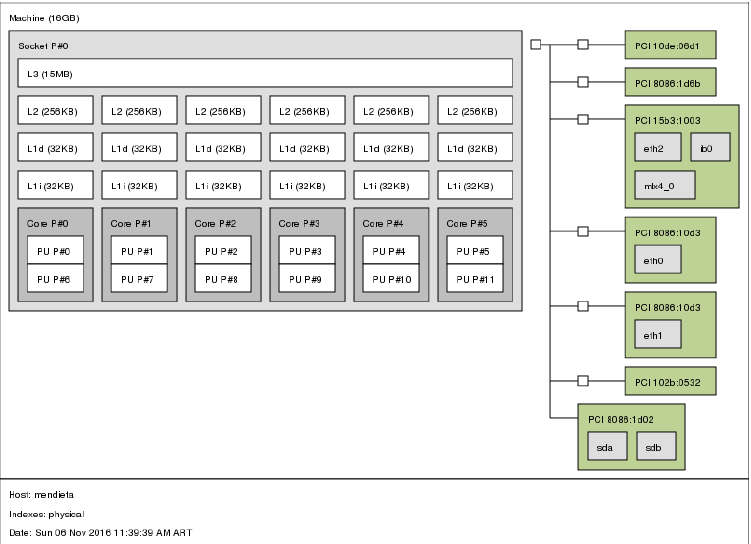 Machine (16GB)
Socket P#0
L3 (15MB)
L2 (256KB) L2 (256KB) L2 (256KB) L2 (256KB) L2 (256KB) L2 (256KB)
L1d (32KB) L1d (32KB) L1d (32KB) L1d (32KB) L1d (32KB) L1d (32KB)
L1i (32KB) L1i (32KB) L1i (32KB) L1i (32KB) L1i (32KB) L1i (32KB)
Core P#0 Core P#1 Core P#2 Core P#3 Core P#4 Core P#5
PU P#0 PU P#1 PU P#2 PU P#3 PU P#4 PU P#5
PU P#6 PU P#7 PU P#8 PU P#9 PU P#10 PU P#11
PCI 10de:06d1
PCI 8086:1d6b
PCI 15b3:1003
eth2 ib0
mlx4_0
PCI 8086:10d3
eth0
PCI 8086:10d3
eth1
PCI 102b:0532
PCI 8086:1d02
sda sdb
Host: mendieta
Indexes: physical
Date: Sun 06 Nov 2016 11:39:39 AM ART